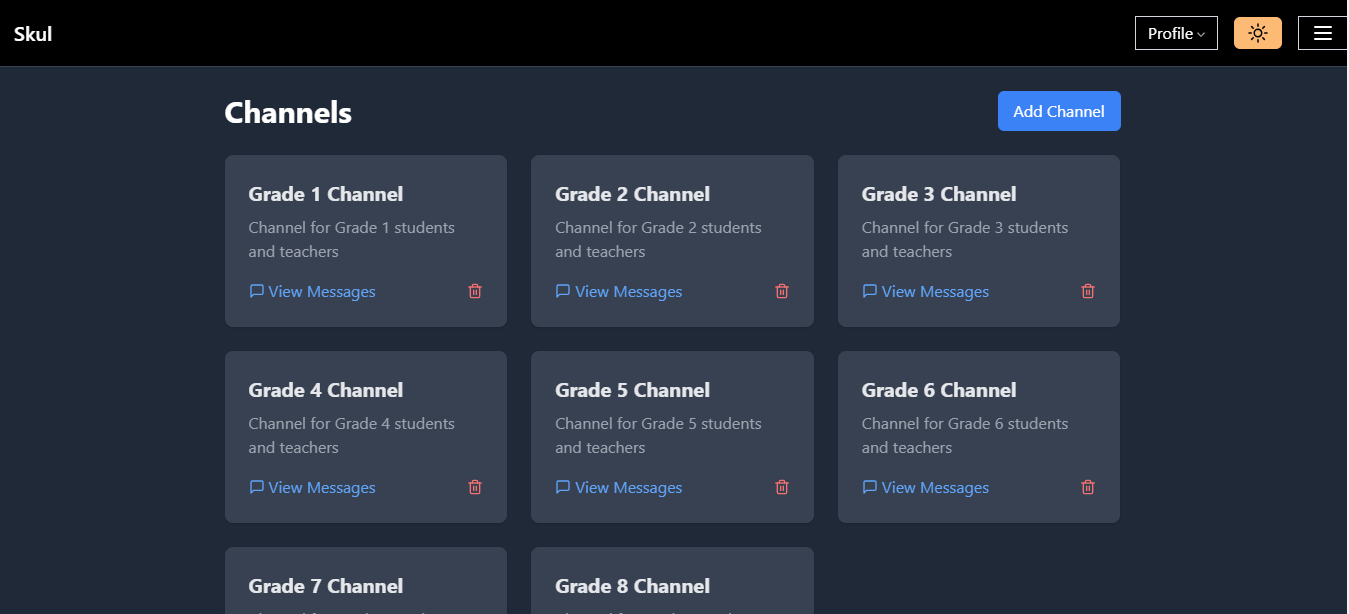 Skul
Profile
Channels
Add Channel
Grade 1 Channel
Channel for Grade 1 students
and teachers
View Messages
Grade 2 Channel
Channel for Grade 2 students
and teachers
View Messages
Grade 3 Channel
Channel for Grade 3 students
and teachers
View Messages
Grade 4 Channel
Channel for Grade 4 students
and teachers
View Messages
Grade 5 Channel
Channel for Grade 5 students
and teachers
View Messages
Grade 6 Channel
Channel for Grade 6 students
and teachers
View Messages
Grade 7 Channel
Grade 8 Channel